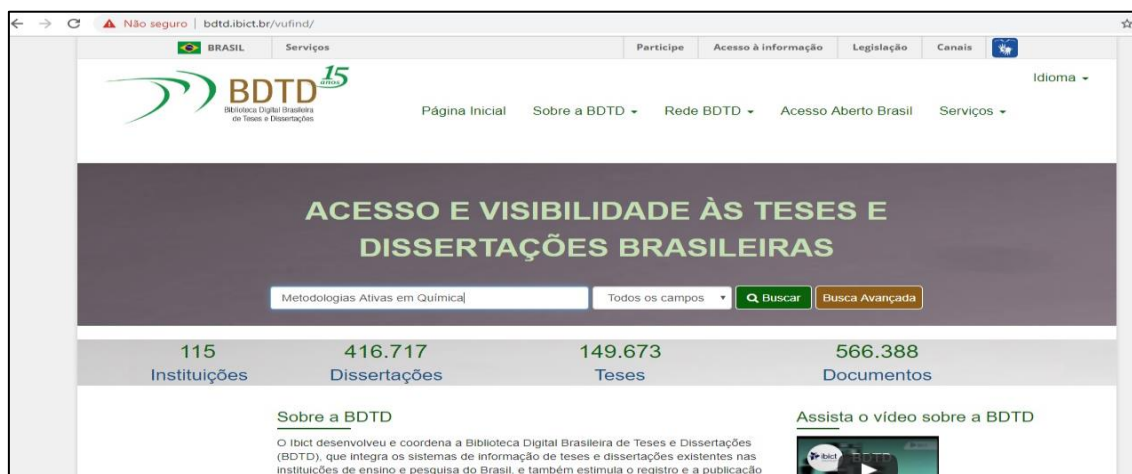 Não seguro | bdtd.ibict.br/vufind/
BRASIL Serviços Participe Acesso à informação Legislação Canais
15 anos
BDTD
Biblioteca Digital Brasileira
de Teses e Dissertações
Idioma
Página Inicial Sobre a BDTD Rede BDTD Acesso Aberto Brasil Serviços
ACESSO E VISIBILIDADE ÀS TESES E
DISSERTAÇÕES BRASILEIRAS
Metodologias Ativas em Química Todos os campos Buscar Busca Avançada
115 416.717 149.673 566.388
Instituições Dissertações Teses Documentos
Sobre a BDTD Assista o vídeo sobre a BDTD
O Ibict desenvolveu e coordena a Biblioteca Digital Brasileira de Teses e Dissertações
(BDTD), que integra os sistemas de informação de teses e dissertações existentes nas
instituições de ensino e pesquisa do Brasil, e também estimula o registro e a publicação
ibict BDTD